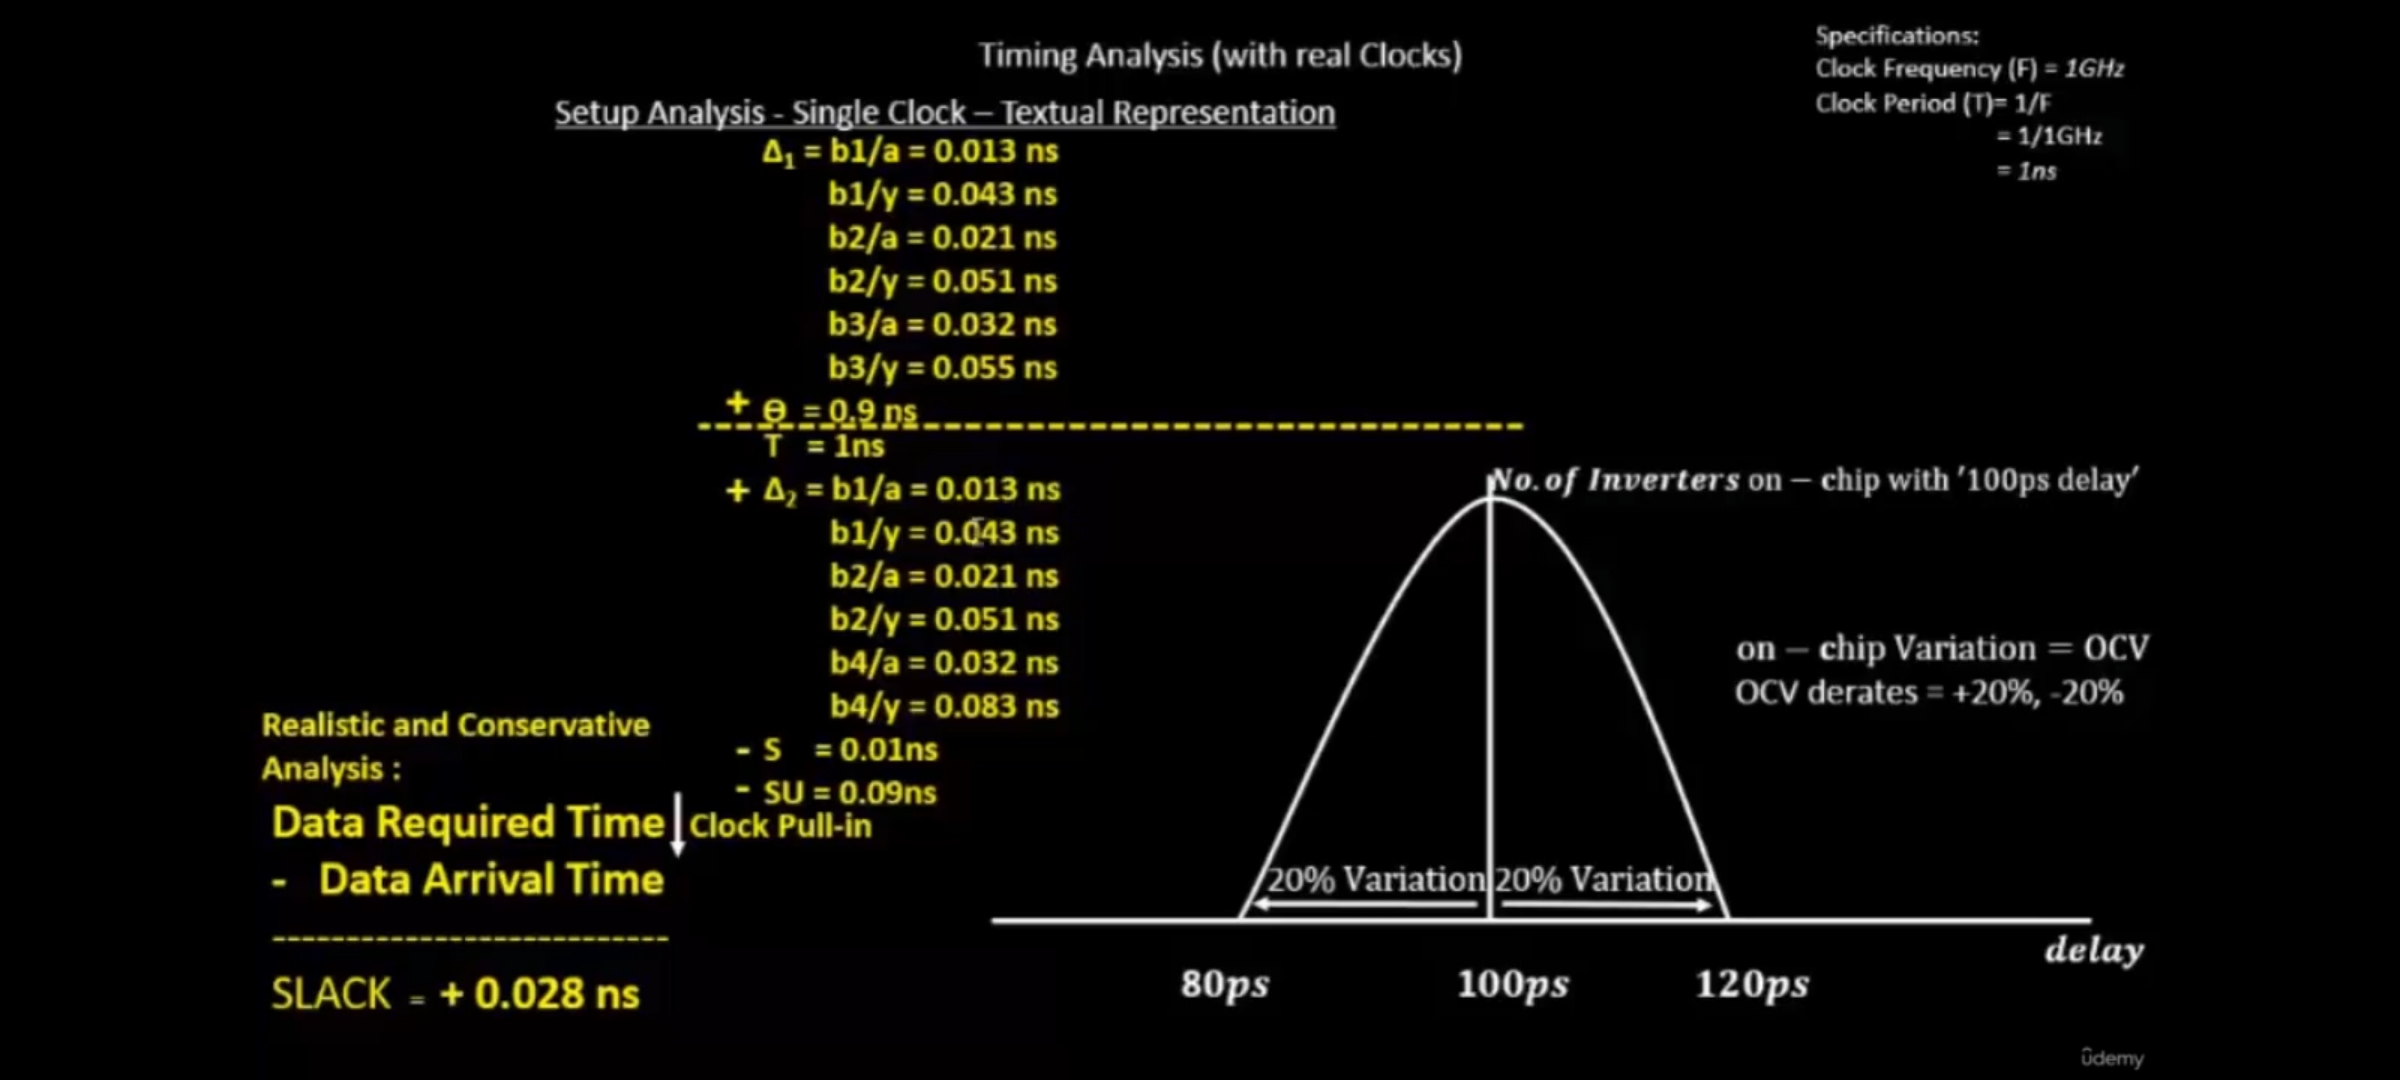 Timing Analysis (with real Clocks)
Specifications:
Clock Frequency (F) = 1GHz
Clock Period (T)= 1/F
= 1/1GHz
= 1ns
Setup Analysis - Single Clock – Textual Representation
Δ₁ = b1/a = 0.013 ns
b1/y = 0.043 ns
b2/a = 0.021 ns
b2/y = 0.051 ns
b3/a = 0.032 ns
b3/y = 0.055 ns
+ Θ = 0.9 ns
T = 1ns
+ Δ₂ = b1/a = 0.013 ns
b1/y = 0.043 ns
b2/a = 0.021 ns
b2/y = 0.051 ns
b4/a = 0.032 ns
b4/y = 0.083 ns
- S = 0.01ns
- SU = 0.09ns
Realistic and Conservative
Analysis :
Data Required Time
Clock Pull-in
- Data Arrival Time
---------------------------
SLACK = + 0.028 ns
No. of Inverters on – chip with '100ps delay'
on – chip Variation = OCV
OCV derates = +20%, -20%
20% Variation
20% Variation
delay
80ps
100ps
120ps
ûdemy